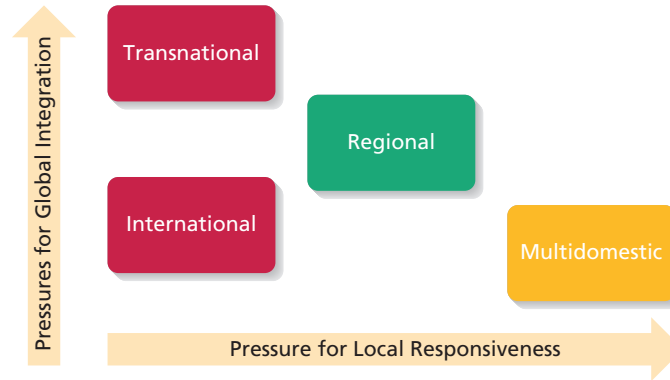 Pressures for Global Integration
Transnational
Regional
International
Multidomestic
Pressure for Local Responsiveness